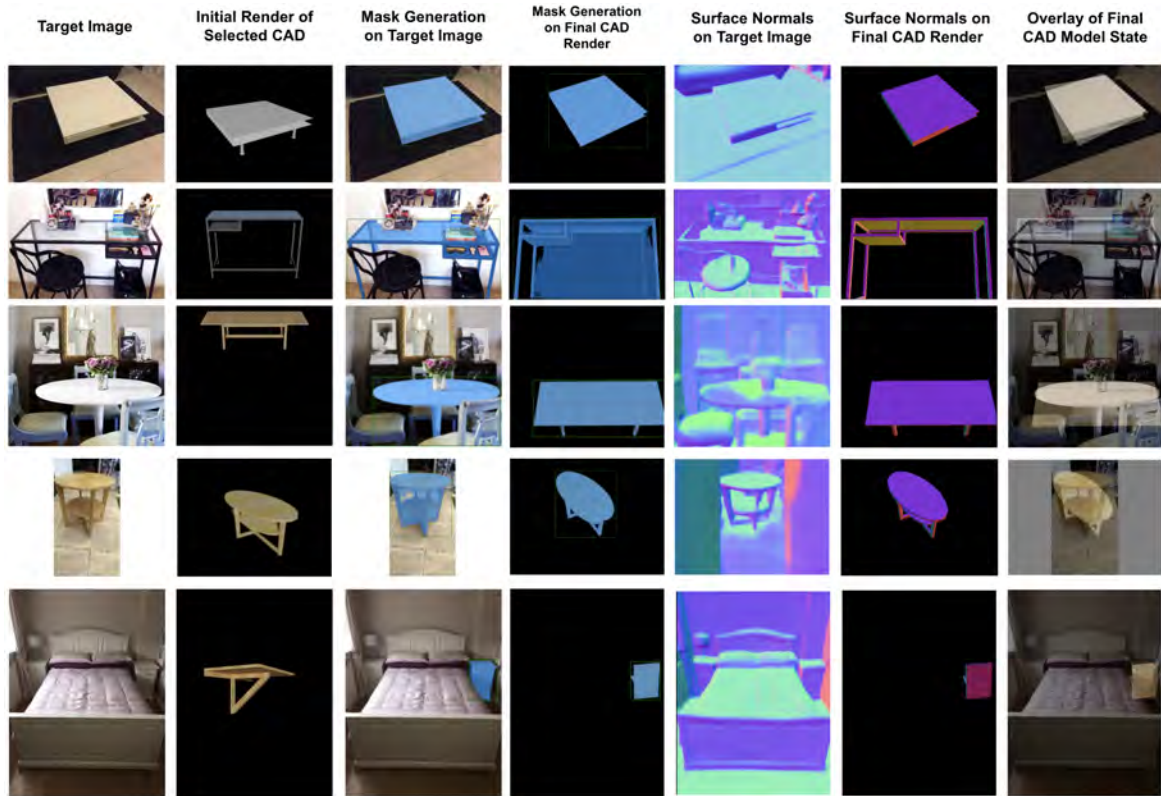 Target Image
Initial Render of
Selected CAD
Mask Generation
on Target Image
Mask Generation
on Final CAD
Render
Surface Normals
on Target Image
Surface Normals on
Final CAD Render
Overlay of Final
CAD Model State